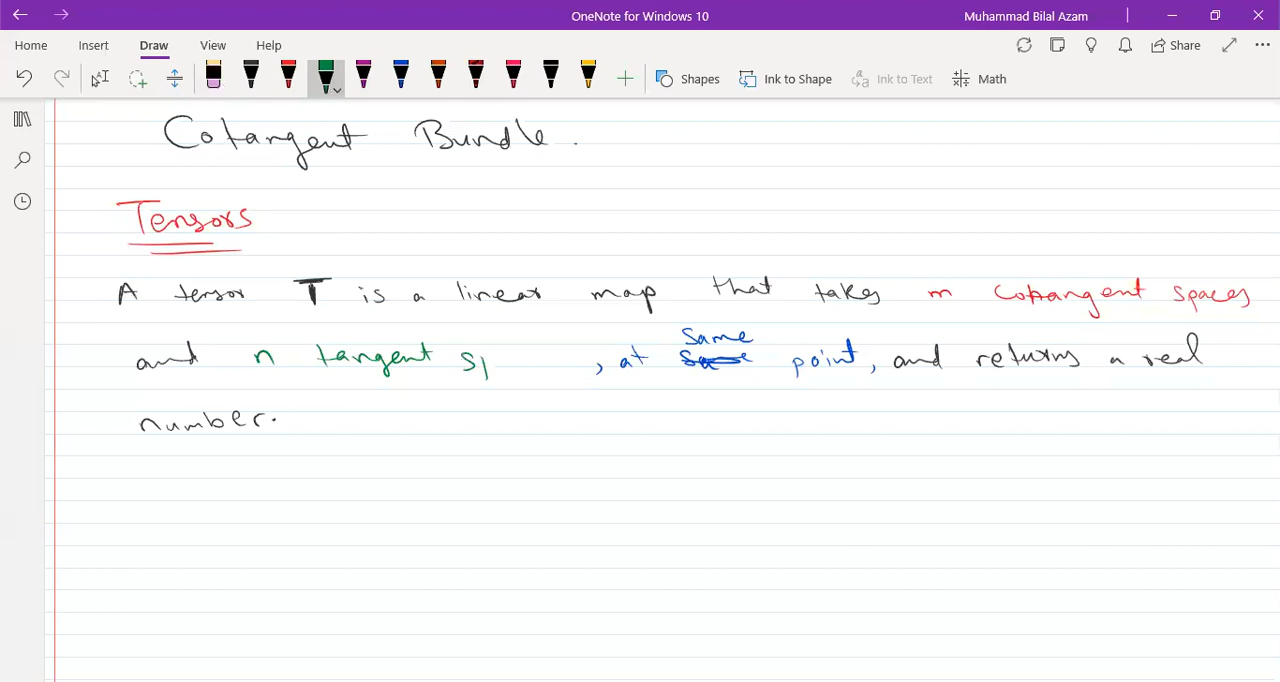 OneNote for Windows 10
Muhammad Bilal Azam
Home Insert Draw View Help
Share
Shapes Ink to Shape Ink to Text Math
Cotangent Bundle.
Tensors
A tensor T is a linear map that takes m cotangent spaces
same
and n tangent sp , at point, and returns a real
number.